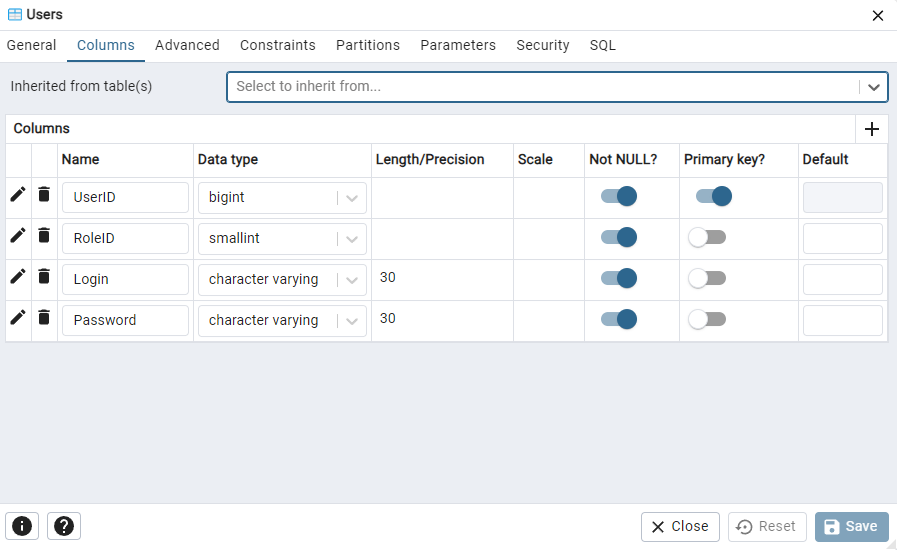 Users
General Columns Advanced Constraints Partitions Parameters Security SQL
Inherited from table(s) Select to inherit from...
Columns
Name Data type Length/Precision Scale Not NULL? Primary key? Default
UserID bigint
RoleID smallint
Login character varying 30
Password character varying 30
Close Reset Save